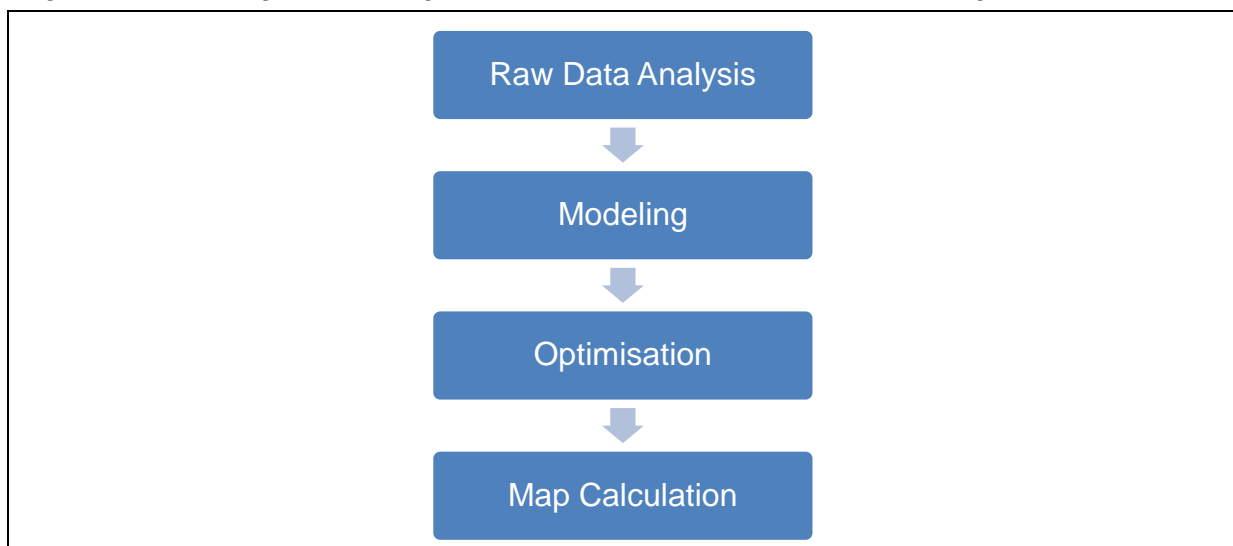 Raw Data Analysis
Modeling
Optimisation
Map Calculation